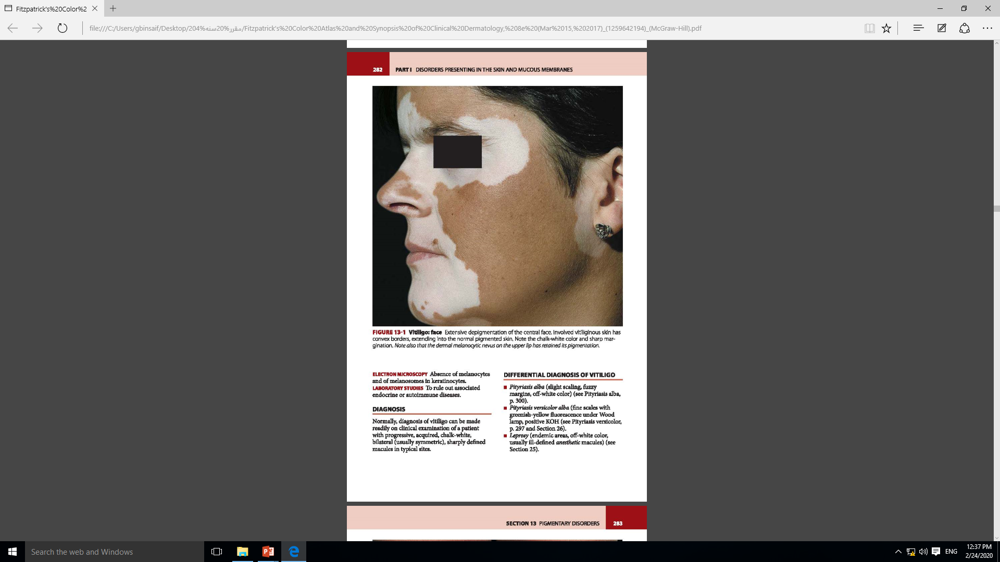 Fitzpatrick's%20Color%2
file:///C:/Users/gbinsaif/Desktop/204%مقرر%20سنه/Fitzpatrick's%20Color%20Atlas%20and%20Synopsis%20of%20Clinical%20Dermatology,%208e%20(Mar%2015,%202017)_(1259642194)_(McGraw-Hill).pdf
282 PART I DISORDERS PRESENTING IN THE SKIN AND MUCOUS MEMBRANES
FIGURE 13-1 Vitiligo: face Extensive depigmentation of the central face. Involved vitiliginous skin has
convex borders, extending into the normal pigmented skin. Note the chalk-white color and sharp mar-
gination. Note also that the dermal melanocytic nevus on the upper lip has retained its pigmentation.
ELECTRON MICROSCOPY Absence of melanocytes
and of melanosomes in keratinocytes.
LABORATORY STUDIES To rule out associated
endocrine or autoimmune diseases.
DIAGNOSIS
Normally, diagnosis of vitiligo can be made
readily on clinical examination of a patient
with progressive, acquired, chalk-white,
bilateral (usually symmetric), sharply defined
macules in typical sites.
DIFFERENTIAL DIAGNOSIS OF VITILIGO
Pityriasis alba (slight scaling, fuzzy
margins, off-white color) (see Pityriasis alba,
p. 300).
Pityriasis versicolor alba (fine scales with
greenish-yellow fluorescence under Wood
lamp, positive KOH (see Pityriasis versicolor,
p. 297 and Section 26).
Leprosy (endemic areas, off-white color,
usually ill-defined anesthetic macules) (see
Section 25).
SECTION 13 PIGMENTARY DISORDERS 283
Search the web and Windows
ENG
12:37 PM
2/24/2020